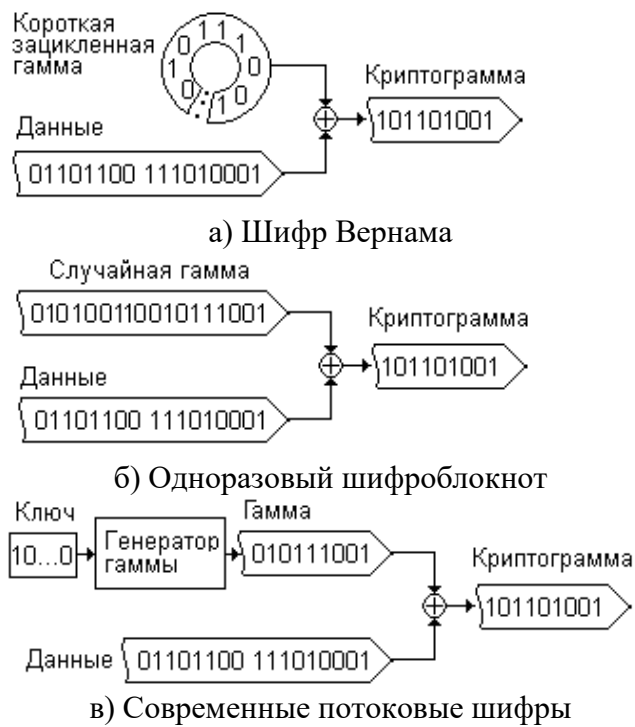 Короткая
зацикленная
гамма
0 1 1 1 0 0 1 0 1
Криптограмма
101101001
Данные
01101100 111010001
а) Шифр Вернама
Случайная гамма
010100110010111001
Криптограмма
101101001
Данные
01101100 111010001
б) Одноразовый шифроблокнот
Ключ
Гамма
10...0
Генератор
гаммы
010111001
Криптограмма
101101001
Данные
01101100 111010001
в) Современные потоковые шифры